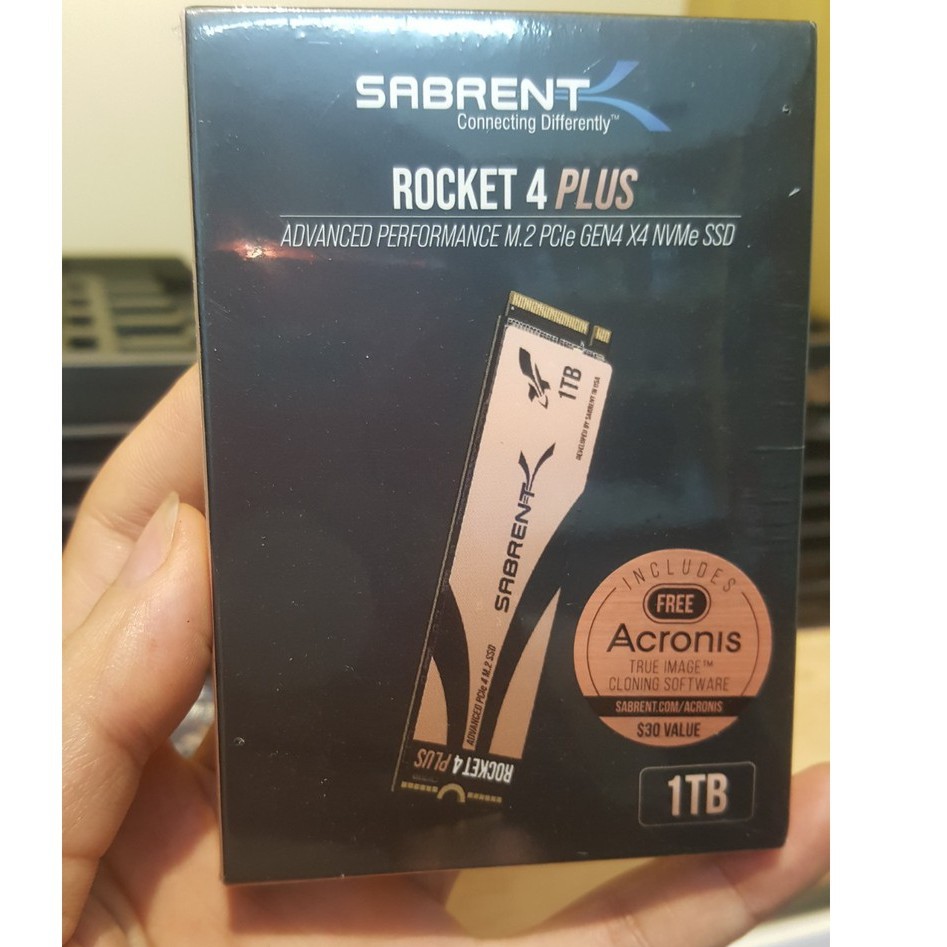 SABRENT
Connecting Differently™
ROCKET 4 PLUS
ADVANCED PERFORMANCE M.2 PCIe GEN4 X4 NVMe SSD
1TB
DEVELOPED BY SABRENT IN USA
SABRENT
ADVANCED PCIe 4 M.2 SSD
ROCKET 4 PLUS
INCLUDES
FREE
Acronis
TRUE IMAGE™
CLONING SOFTWARE
SABRENT.COM/ACRONIS
$30 VALUE
1TB